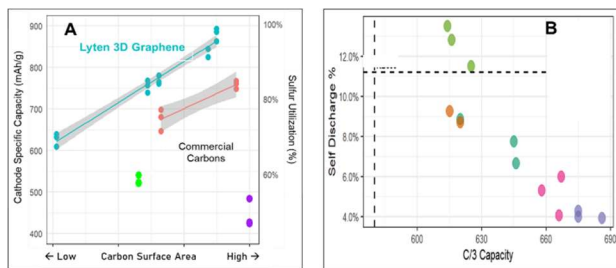 A
Lyten 3D Graphene
Commercial
Carbons
Cathode Specific Capacity (mAh/g)
900
800
700
600
500
400
100%
80%
60%
Sulfur Utilization (%)
← Low Carbon Surface Area High →
B
Self Discharge %
12.0%
10.0%
8.0%
6.0%
4.0%
600 630 660 690
C/3 Capacity